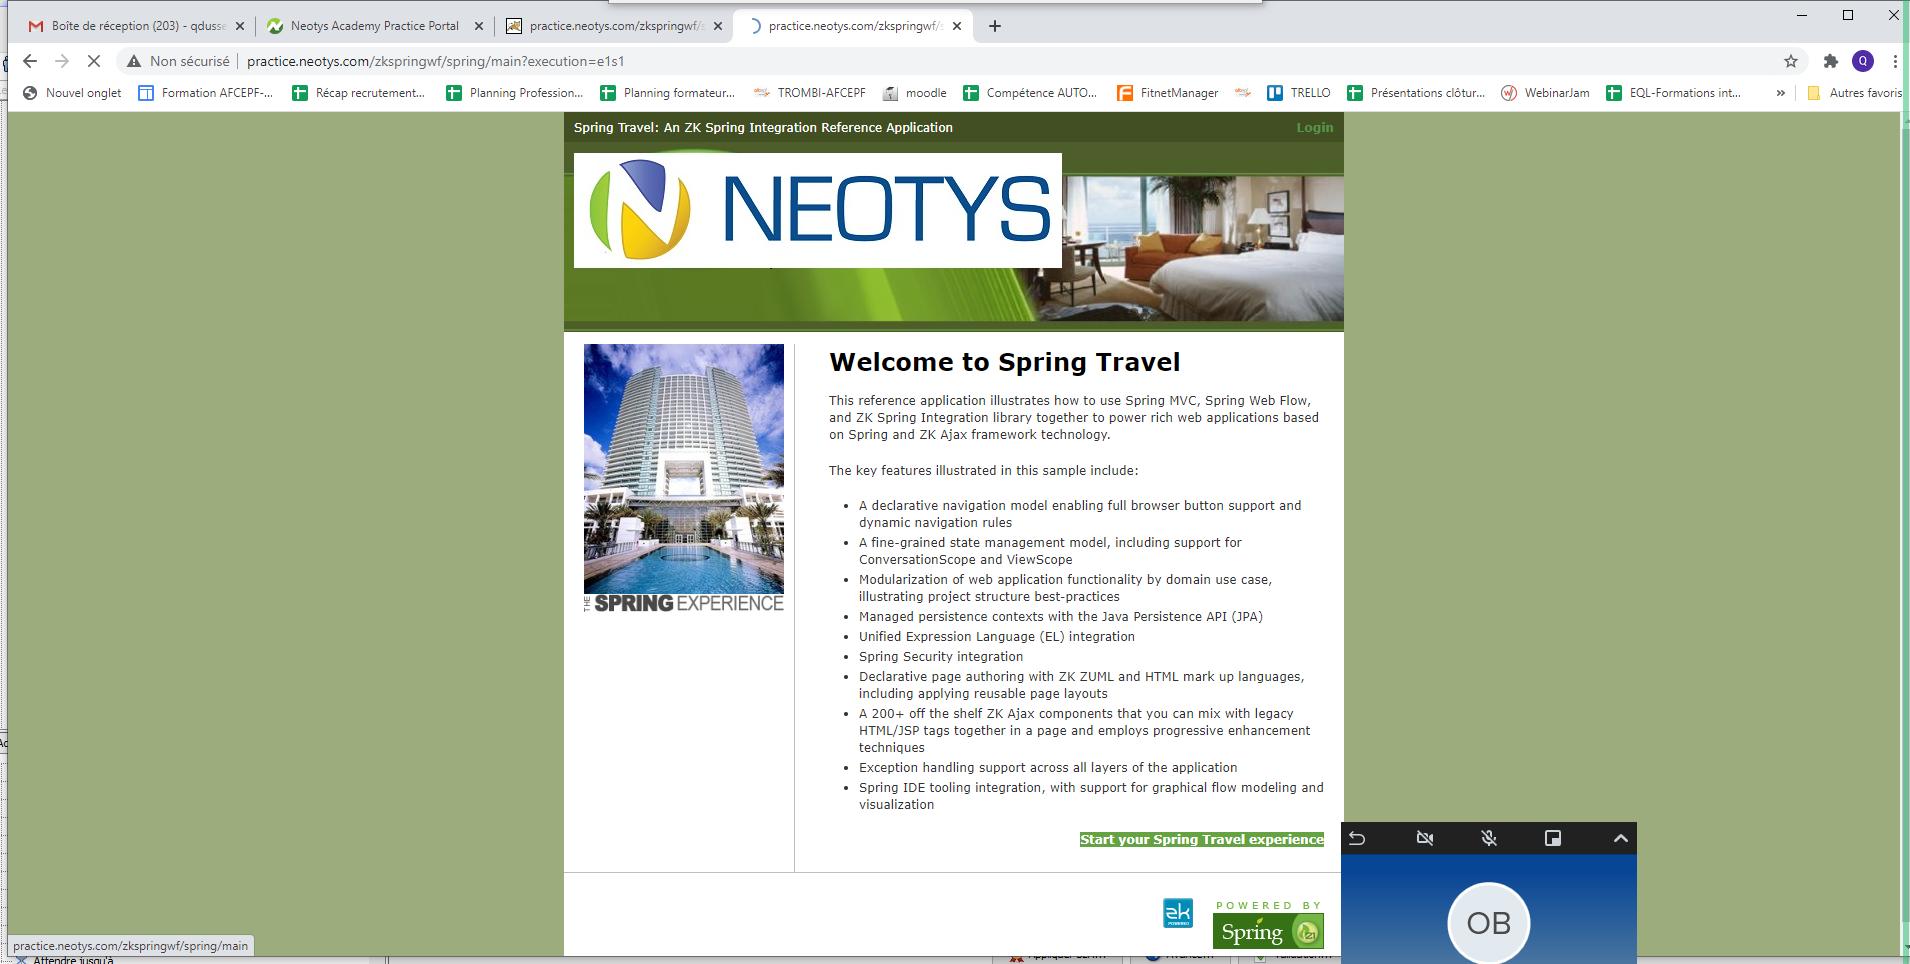 Boîte de réception (203) - qdusse
Neotys Academy Practice Portal
practice.neotys.com/zkspringwf/s
practice.neotys.com/zkspringwf/s
Non sécurisé
practice.neotys.com/zkspringwf/spring/main?execution=e1s1
Q
Nouvel onglet
Formation AFCEPF-...
Récap recrutement...
Planning Profession...
Planning formateur...
TROMBI-AFCEPF
moodle
Compétence AUTO...
FitnetManager
TRELLO
Présentations clôtur...
WebinarJam
EQL-Formations int...
»
Autres favoris
Spring Travel: An ZK Spring Integration Reference Application
Login
NEOTYS
THE SPRING EXPERIENCE
Welcome to Spring Travel
This reference application illustrates how to use Spring MVC, Spring Web Flow,
and ZK Spring Integration library together to power rich web applications based
on Spring and ZK Ajax framework technology.
The key features illustrated in this sample include:
• A declarative navigation model enabling full browser button support and
dynamic navigation rules
• A fine-grained state management model, including support for
ConversationScope and ViewScope
• Modularization of web application functionality by domain use case,
illustrating project structure best-practices
• Managed persistence contexts with the Java Persistence API (JPA)
• Unified Expression Language (EL) integration
• Spring Security integration
• Declarative page authoring with ZK ZUML and HTML mark up languages,
including applying reusable page layouts
• A 200+ off the shelf ZK Ajax components that you can mix with legacy
HTML/JSP tags together in a page and employs progressive enhancement
techniques
• Exception handling support across all layers of the application
• Spring IDE tooling integration, with support for graphical flow modeling and
visualization
Start your Spring Travel experience
zk
POWERED
POWERED BY
Spring
OB
practice.neotys.com/zkspringwf/spring/main
Attendre jusqu'à